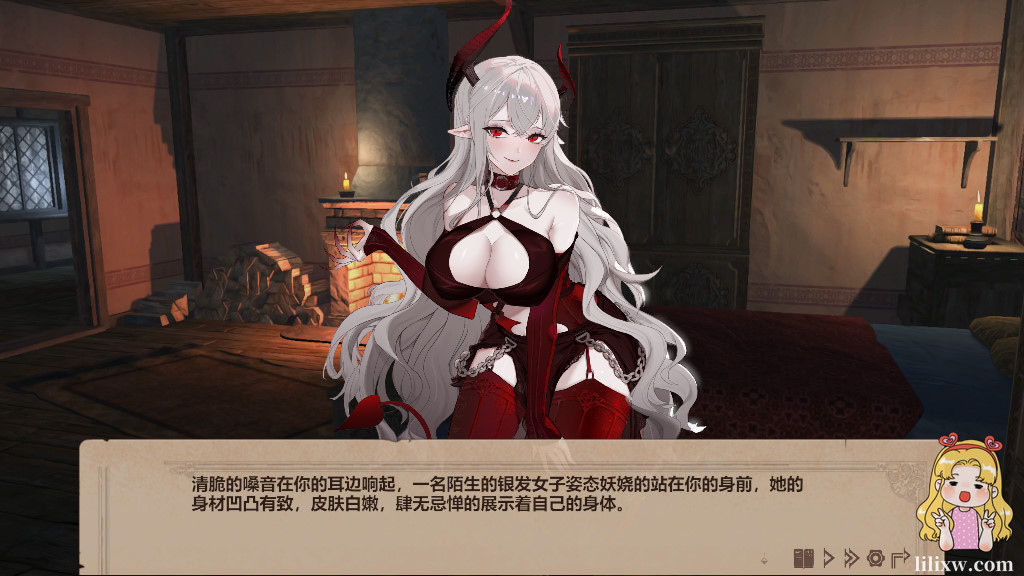 清脆的嗓音在你的耳边响起，一名陌生的银发女子姿态妖娆的站在你的身前，她的
身材凹凸有致，皮肤白嫩，肆无忌惮的展示着自己的身体。
lilixw.com